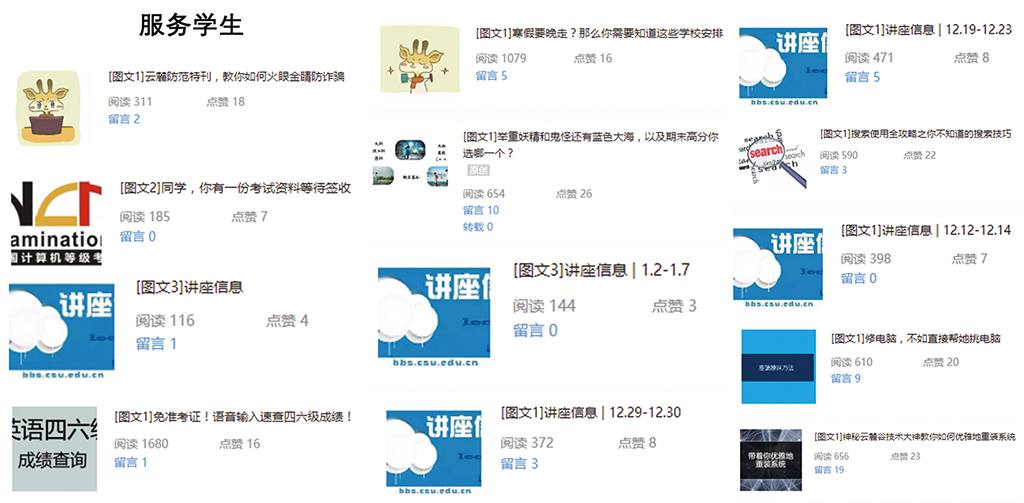 服务学生
[图文1]云麓防范特刊，教你如何火眼金睛防诈骗
阅读 311 点赞 18
留言 2
amination
国计算机等级考
[图文2]同学，你有一份考试资料等待签收
阅读 185 点赞 7
留言 0
讲座信
bbs.csu.edu.cn
[图文3]讲座信息
阅读 116 点赞 4
留言 1
英语四六级
成绩查询
[图文1]免准考证！语音输入速查四六级成绩！
阅读 1680 点赞 16
留言 1
[图文1]寒假要晚走？那么你需要知道这些学校安排
阅读 1079 点赞 16
留言 5
[图文1]举重妖精和鬼怪还有蓝色大海，以及期末高分你
选哪一个？
原创
阅读 654 点赞 26
留言 10
转载 0
讲座信
bbs.csu.edu.cn
[图文3]讲座信息 | 1.2-1.7
阅读 144 点赞 3
留言 0
讲座信
bbs.csu.edu.cn
[图文1]讲座信息 | 12.29-12.30
阅读 372 点赞 8
留言 3
讲座信
bbs.csu.edu.cn
[图文1]讲座信息 | 12.19-12.23
阅读 471 点赞 8
留言 5
search
[图文1]搜索使用全攻略之你不知道的搜索技巧
阅读 590 点赞 22
留言 3
讲座信
bbs.csu.edu.cn
[图文1]讲座信息 | 12.12-12.14
阅读 398 点赞 7
留言 0
[图文1]修电脑，不如直接帮她挑电脑
阅读 610 点赞 20
留言 9
带着你优雅地
重装系统
[图文1]神秘云麓谷技术大神教你如何优雅地重装系统
阅读 656 点赞 23
留言 19